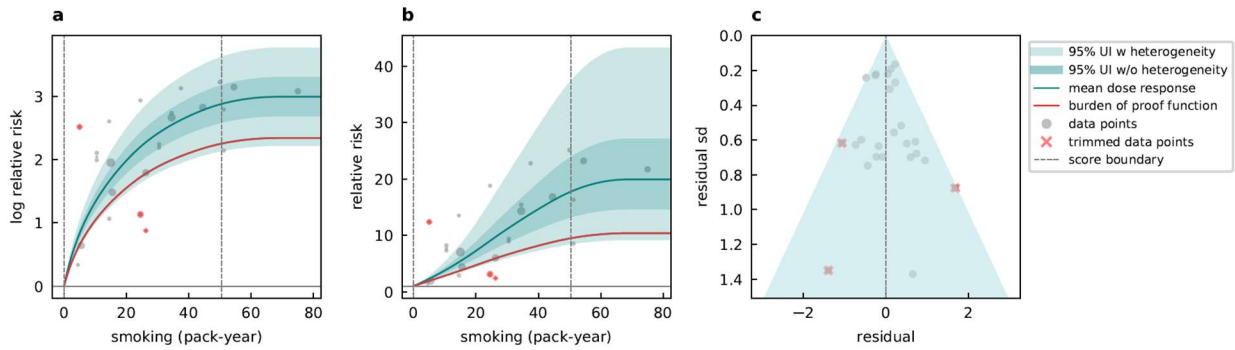 a
log relative risk
3
2
1
0
0 20 40 60 80
smoking (pack-year)
b
relative risk
40
30
20
10
0
0 20 40 60 80
smoking (pack-year)
c
residual sd
0.0
0.2
0.4
0.6
0.8
1.0
1.2
1.4
−2 0 2
residual
95% UI w heterogeneity
95% UI w/o heterogeneity
mean dose response
burden of proof function
data points
trimmed data points
score boundary